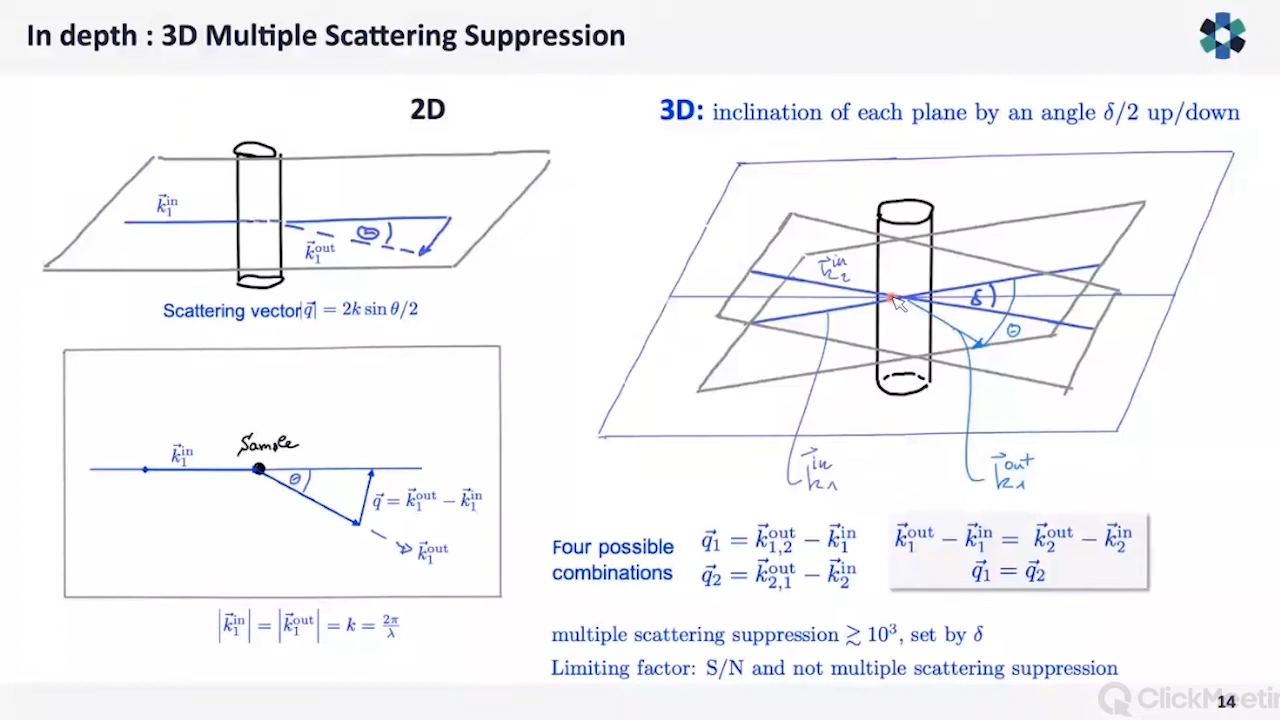 In depth : 3D Multiple Scattering Suppression
2D
3D: inclination of each plane by an angle δ/2 up/down
k⃗₁ⁱⁿ
Θ
k⃗₁ᵒᵘᵗ
Scattering vector |q⃗| = 2k sin θ/2
Sample
k⃗₁ⁱⁿ
Θ
q⃗ = k⃗₁ᵒᵘᵗ − k⃗₁ⁱⁿ
k⃗₁ᵒᵘᵗ
|k⃗₁ⁱⁿ| = |k⃗₁ᵒᵘᵗ| = k = 2π/λ
k⃗₂ⁱⁿ
δ
Θ
k⃗₁ⁱⁿ
k⃗₁ᵒᵘᵗ
Four possible combinations
q⃗₁ = k⃗₁,₂ᵒᵘᵗ − k⃗₁ⁱⁿ
q⃗₂ = k⃗₂,₁ᵒᵘᵗ − k⃗₂ⁱⁿ
k⃗₁ᵒᵘᵗ − k⃗₁ⁱⁿ = k⃗₂ᵒᵘᵗ − k⃗₂ⁱⁿ
q⃗₁ = q⃗₂
multiple scattering suppression ≳ 10³, set by δ
Limiting factor: S/N and not multiple scattering suppression
ClickMeetin
14